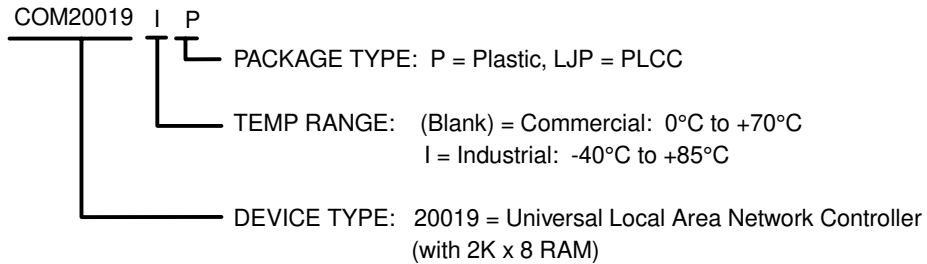 COM20019 I P
PACKAGE TYPE: P = Plastic, LJP = PLCC
TEMP RANGE: (Blank) = Commercial: 0°C to +70°C
I = Industrial: -40°C to +85°C
DEVICE TYPE: 20019 = Universal Local Area Network Controller
(with 2K x 8 RAM)